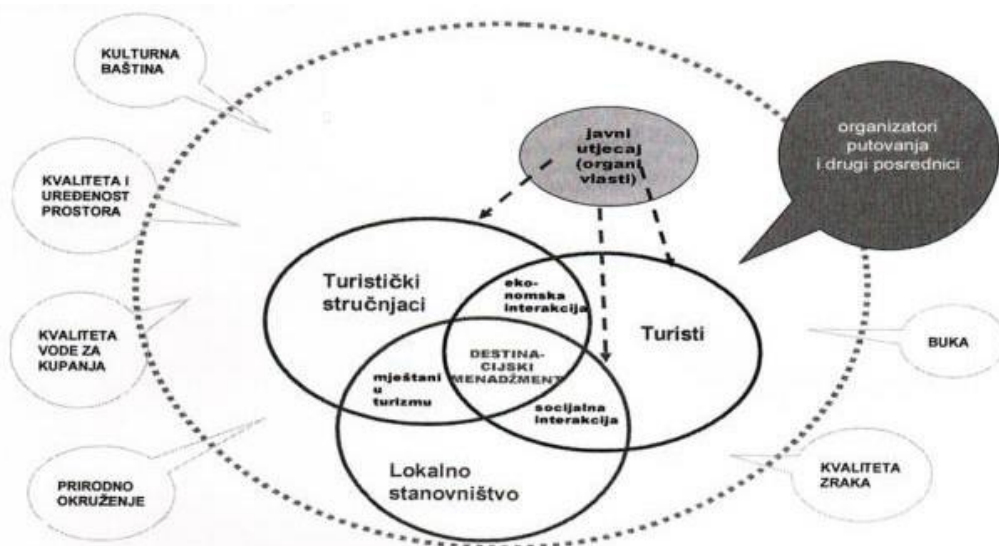 KULTURNA
BAŠTINA
javni
utjecaj
(organi
vlasti)
organizatori
putovanja
i drugi posrednici
KVALITETA I
UREĐENOST
PROSTORA
Turistički
stručnjaci
eko-
nomska
interakcija
Turisti
KVALITETA
VODE ZA
KUPANJA
BUKA
DESTINA-
CIJSKI
MENADŽMENT
mještani
u
turizmu
socijalna
interakcija
PRIRODNO
OKRUŽENJE
Lokalno
stanovništvo
KVALITETA
ZRAKA